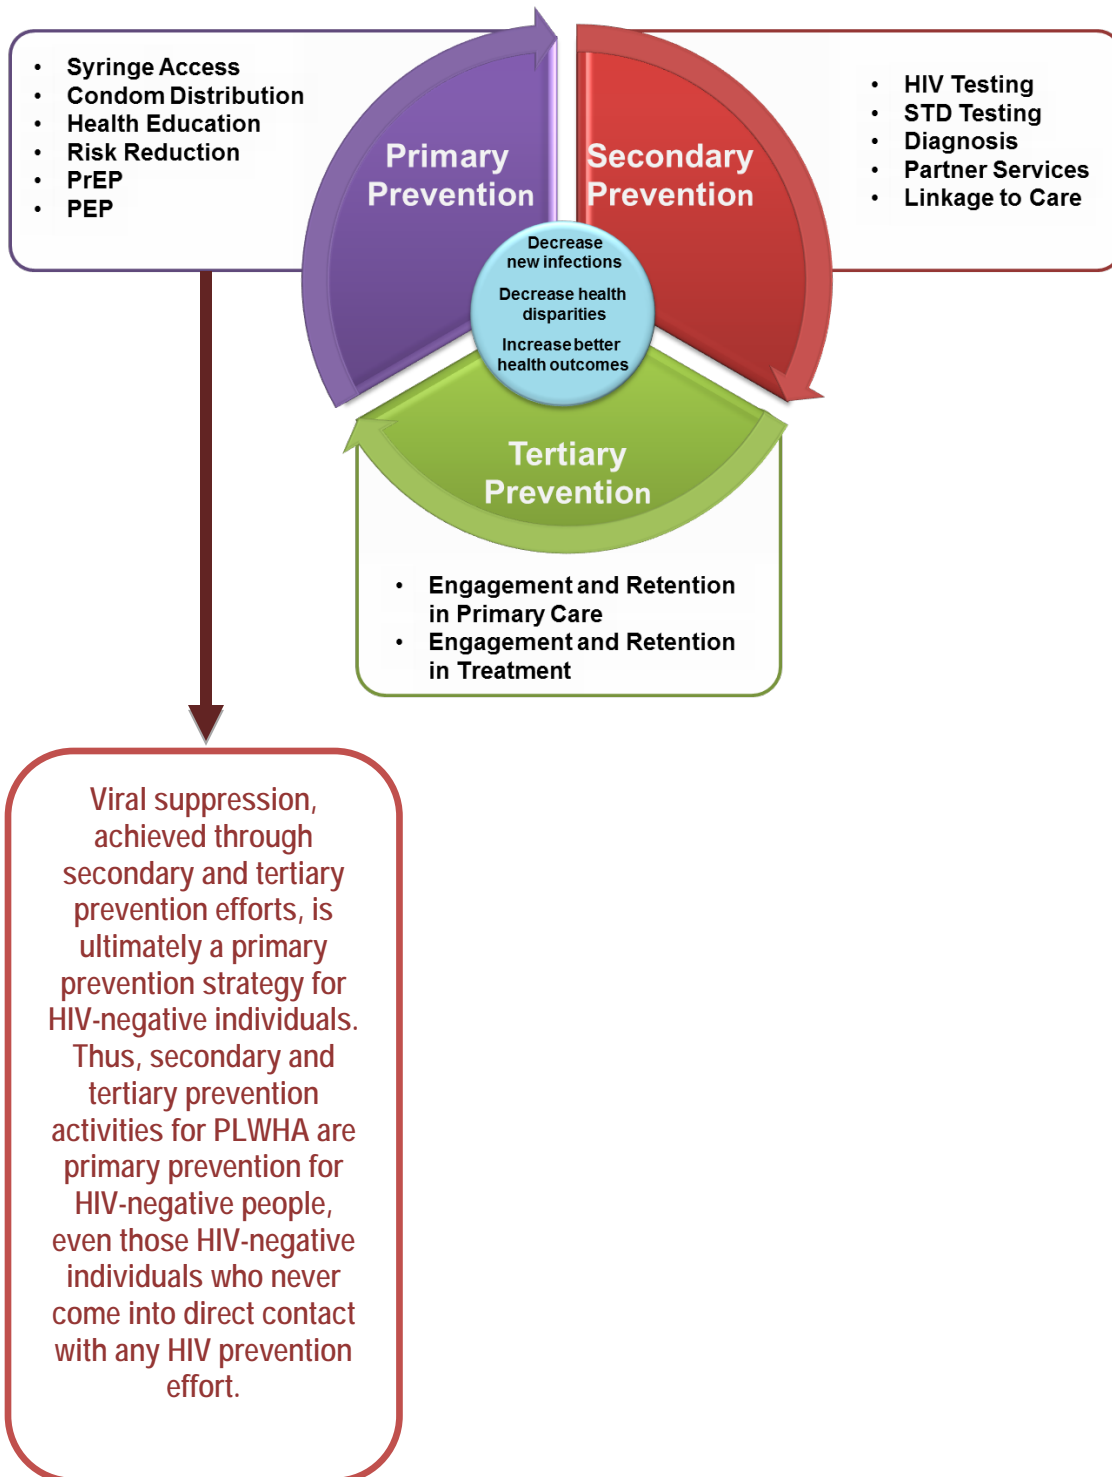 • Syringe Access
• Condom Distribution
• Health Education
• Risk Reduction
• PrEP
• PEP
Primary
Prevention
Secondary
Prevention
• HIV Testing
• STD Testing
• Diagnosis
• Partner Services
• Linkage to Care
Decrease
new infections
Decrease health
disparities
Increase better
health outcomes
Tertiary
Prevention
• Engagement and Retention
in Primary Care
• Engagement and Retention
in Treatment
Viral suppression,
achieved through
secondary and tertiary
prevention efforts, is
ultimately a primary
prevention strategy for
HIV-negative individuals.
Thus, secondary and
tertiary prevention
activities for PLWHA are
primary prevention for
HIV-negative people,
even those HIV-negative
individuals who never
come into direct contact
with any HIV prevention
effort.